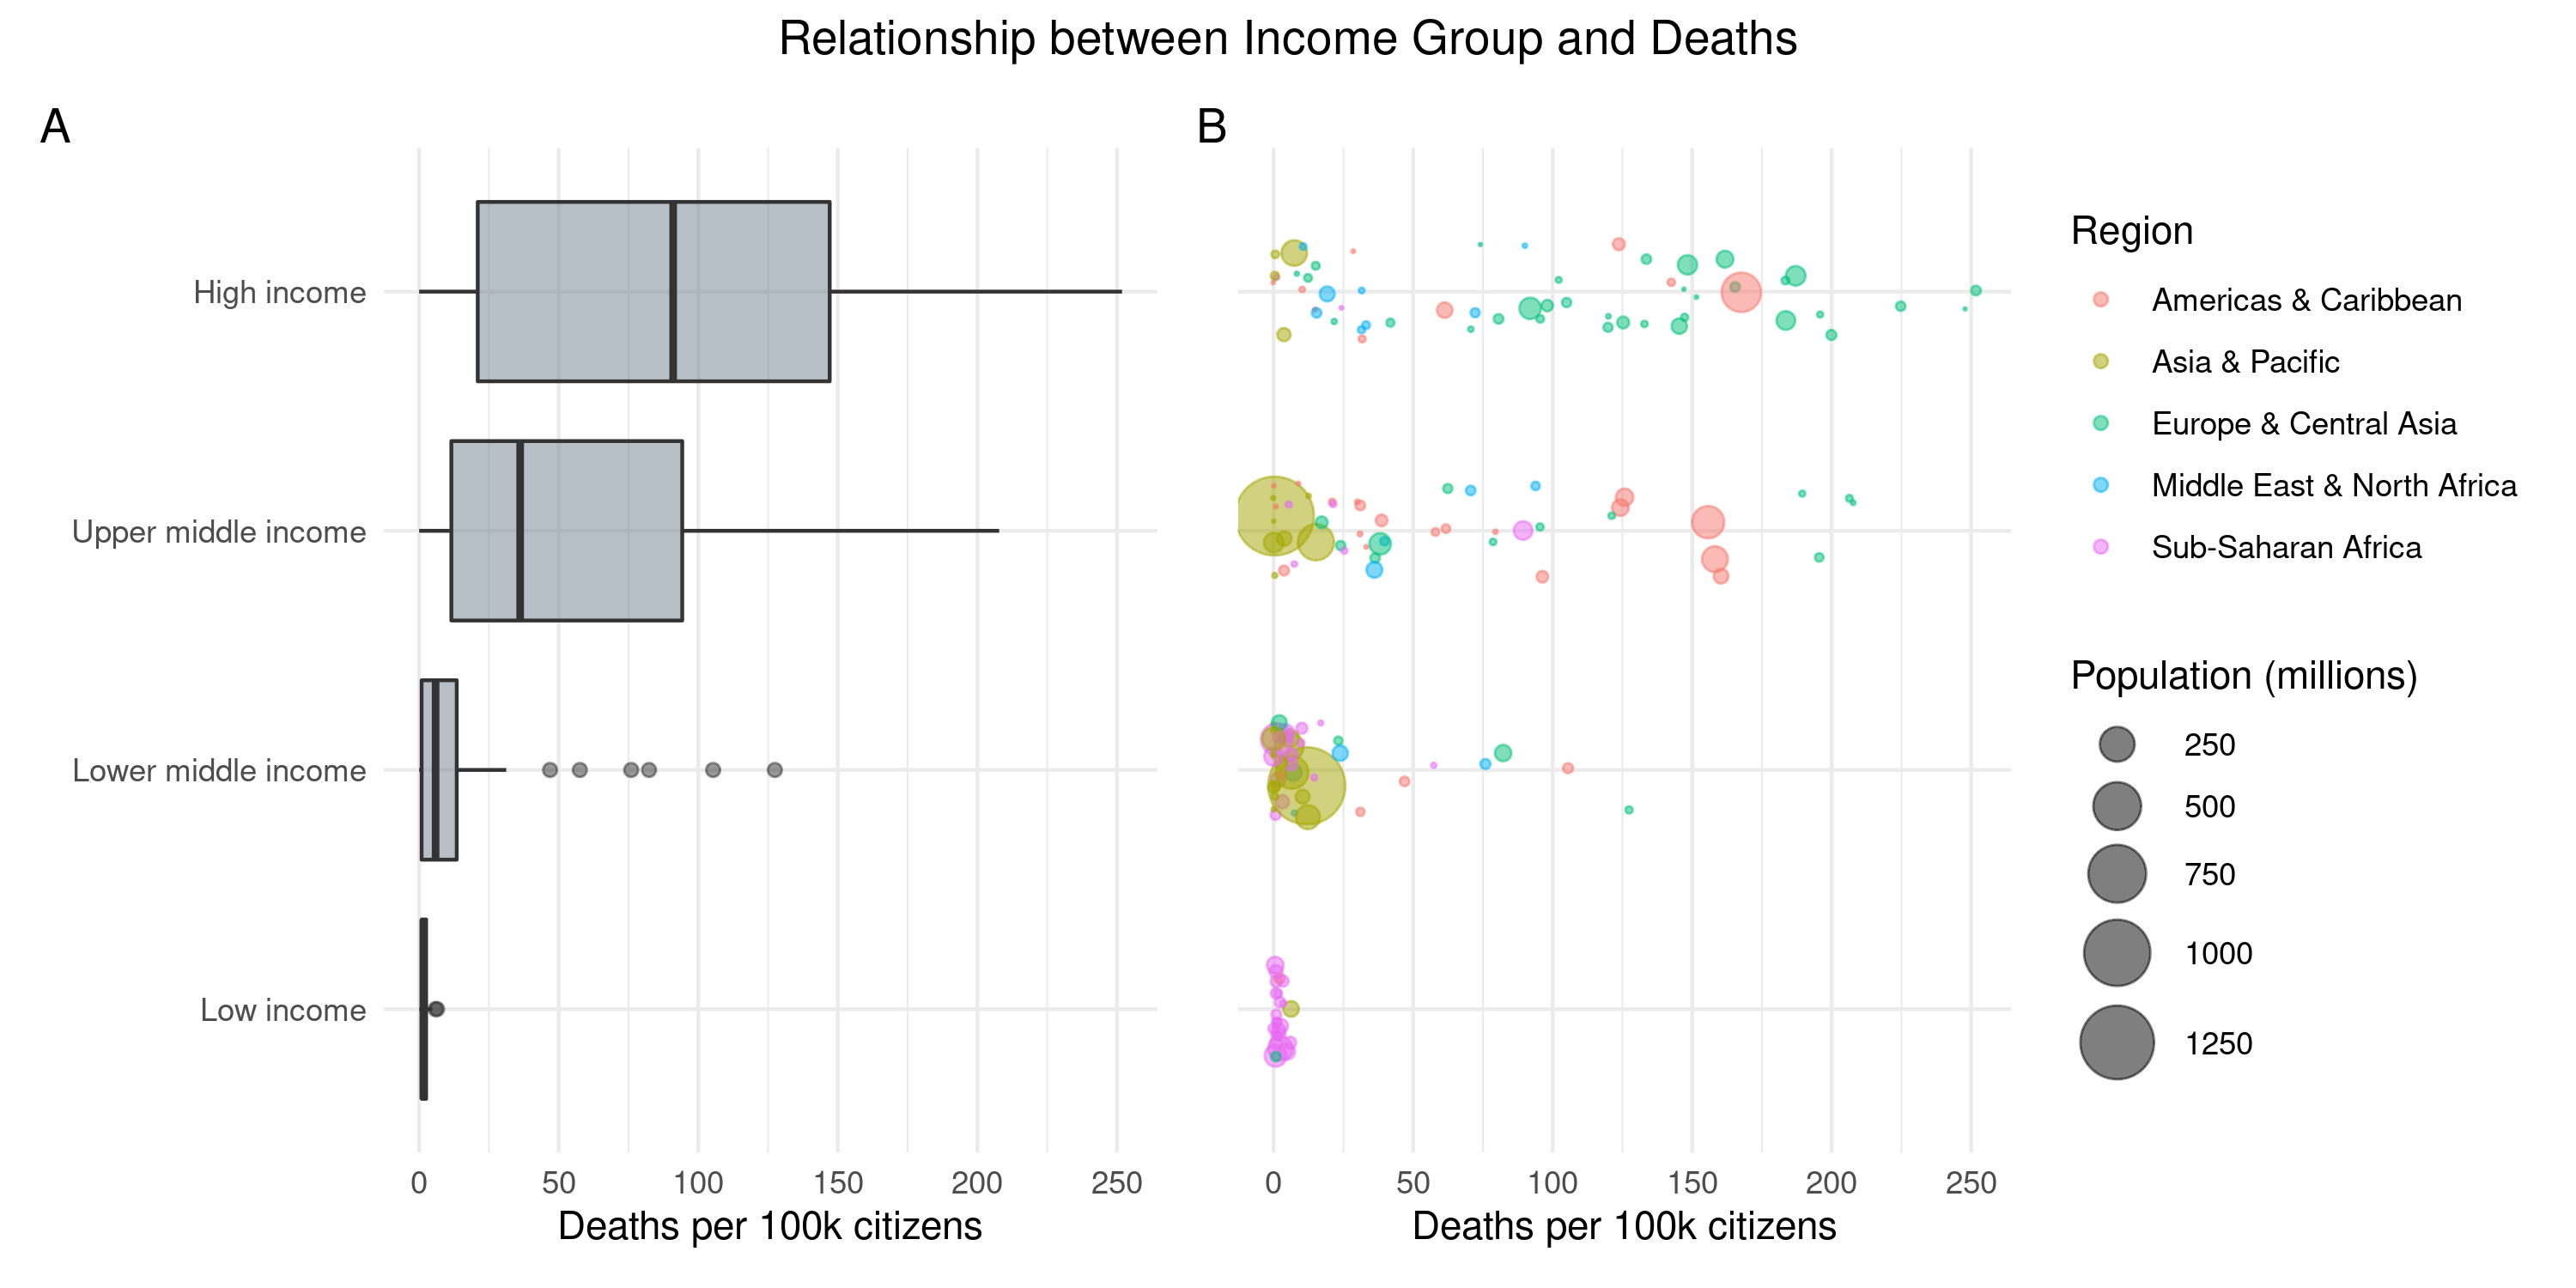 Relationship between Income Group and Deaths
A
High income
Upper middle income
Lower middle income
Low income
0 50 100 150 200 250
Deaths per 100k citizens
B
0 50 100 150 200 250
Deaths per 100k citizens
Region
Americas & Caribbean
Asia & Pacific
Europe & Central Asia
Middle East & North Africa
Sub-Saharan Africa
Population (millions)
250
500
750
1000
1250